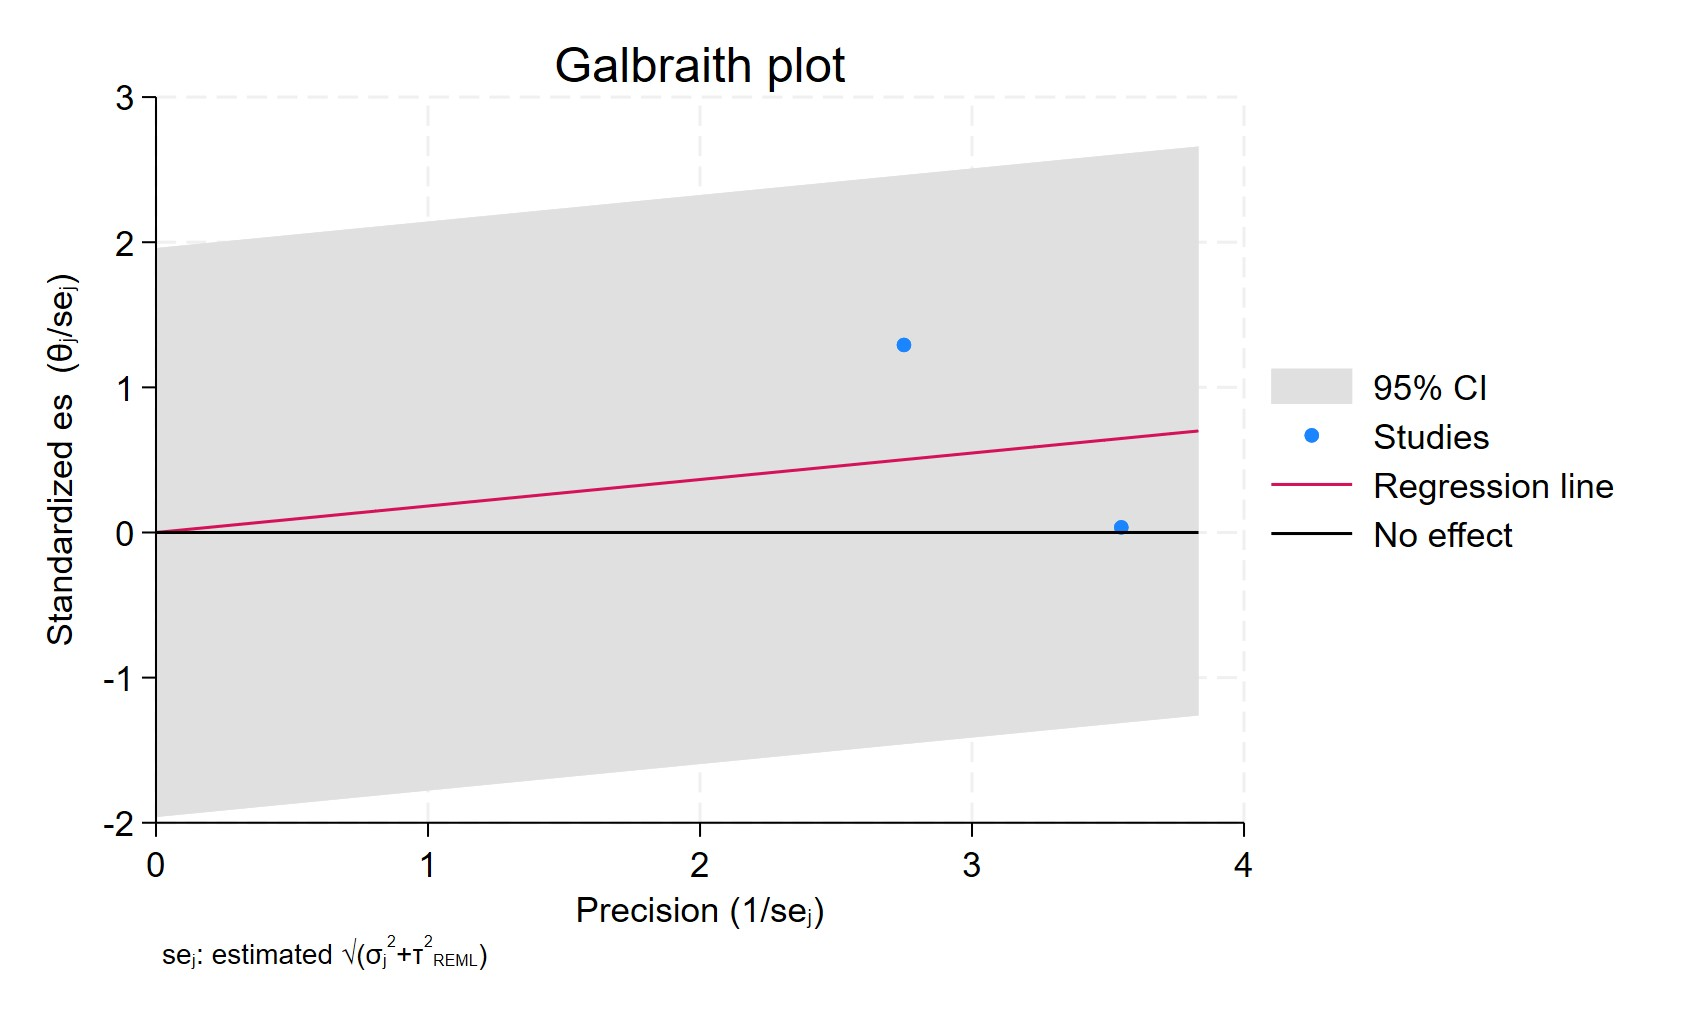 Galbraith plot
3
2
1
0
-1
-2
Standardized es (θⱼ/seⱼ)
0 1 2 3 4
Precision (1/seⱼ)
95% CI
Studies
Regression line
No effect
seⱼ: estimated √(σⱼ²+τ²REML)